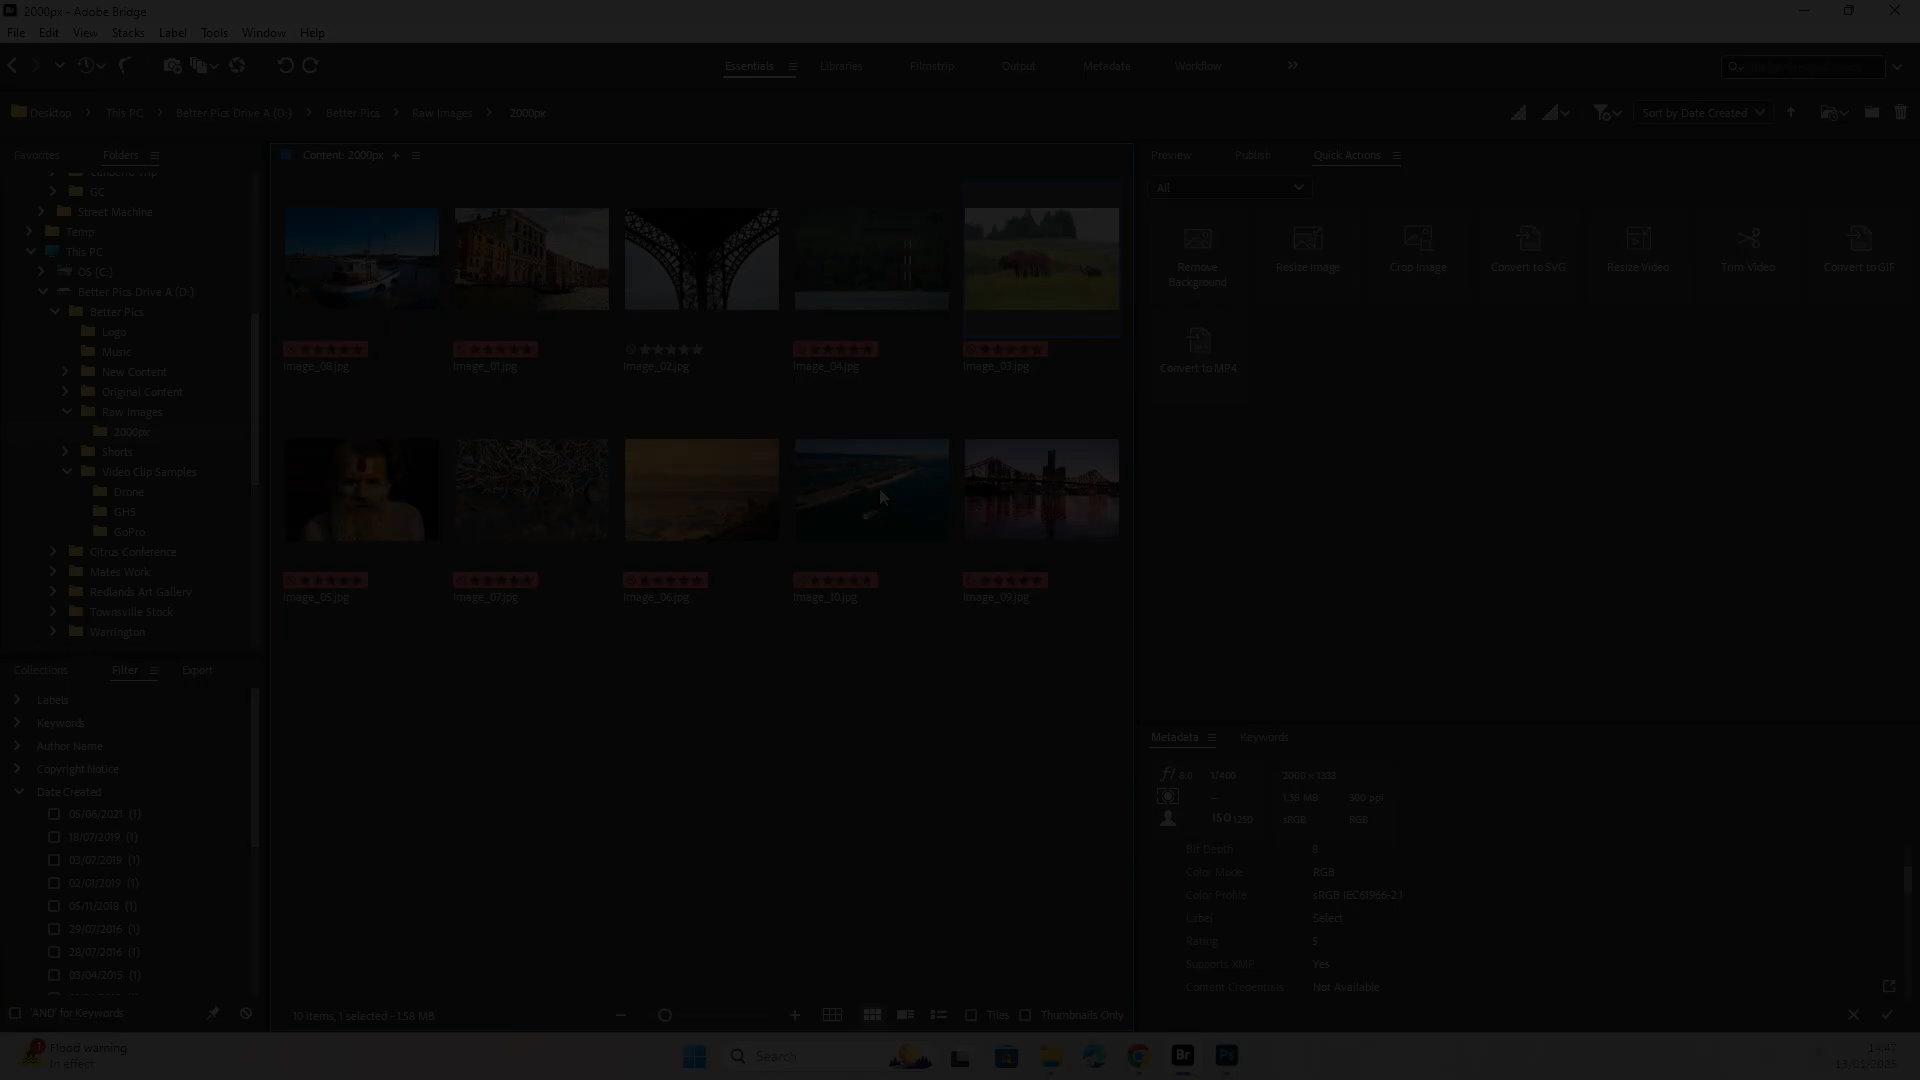 2000px - Adobe Bridge
File Edit View Stacks Label Tools Window Help
Essentials Libraries Filmstrip Output Metadata Workflow
Desktop This PC Better Pics Drive A (D:) Better Pics Raw Images 2000px
Sort by Date Created
Favorites Folders
GC
Street Machine
Temp
This PC
OS (C:)
Better Pics Drive A (D:)
Better Pics
Logo
Music
New Content
Original Content
Raw Images
2000px
Shorts
Video Clip Samples
Drone
GH5
GoPro
Citrus Conference
Mates Work
Redlands Art Gallery
Townsville Stock
Warrington
Collections Filter Export
Labels
Keywords
Author Name
Copyright Notice
Date Created
05/06/2021 (1)
18/07/2019 (1)
03/07/2019 (1)
02/01/2019 (1)
05/11/2018 (1)
29/07/2016 (1)
28/07/2016 (1)
03/04/2015 (1)
'AND' for Keywords
Content: 2000px
Image_08.jpg Image_01.jpg Image_02.jpg Image_04.jpg Image_03.jpg
Image_05.jpg Image_07.jpg Image_06.jpg Image_10.jpg Image_09.jpg
10 items, 1 selected - 1.58 MB
Tiles Thumbnails Only
Preview Publish Quick Actions
All
Remove Background
Resize Image
Crop Image
Convert to SVG
Resize Video
Trim Video
Convert to GIF
Convert to MP4
Metadata Keywords
f/ 8.0 1/400 2000 x 1333
-- 1.58 MB 300 ppi
ISO 1250 sRGB RGB
Bit Depth 8
Color Mode RGB
Color Profile sRGB IEC61966-2.1
Label Select
Rating 5
Supports XMP Yes
Content Credentials Not Available
1
Flood warning
In effect
Search
Br
Ps
14:47